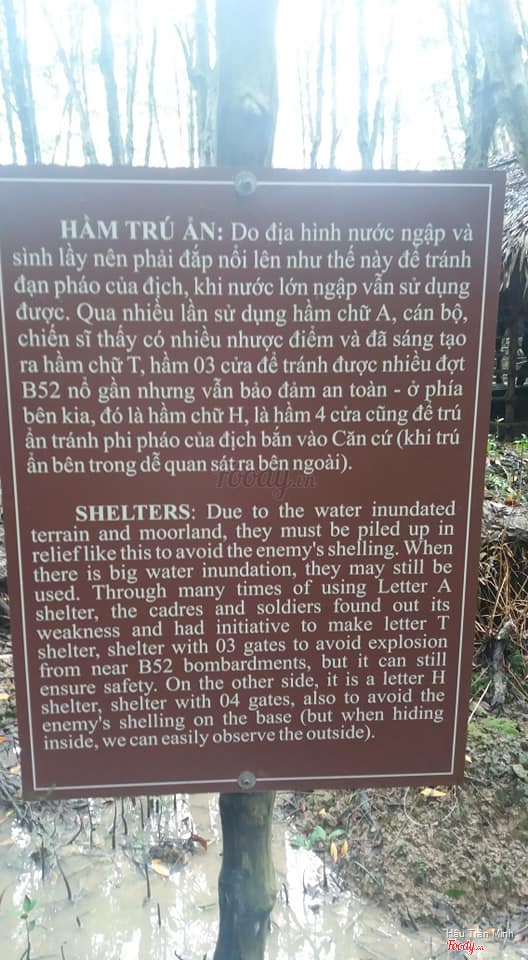 HẦM TRÚ ẨN: Do địa hình nước ngập và
sình lầy nên phải đắp nổi lên như thế này để tránh
đạn pháo của địch, khi nước lớn ngập vẫn sử dụng
được. Qua nhiều lần sử dụng hầm chữ A, cán bộ,
chiến sĩ thấy có nhiều nhược điểm và đã sáng tạo
ra hầm chữ T, hầm 03 cửa để tránh được nhiều đợt
B52 nổ gần nhưng vẫn bảo đảm an toàn - ở phía
bên kia, đó là hầm chữ H, là hầm 4 cửa cũng để trú
ẩn tránh phi pháo của địch bắn vào Căn cứ (khi trú
ẩn bên trong dễ quan sát ra bên ngoài).
foody.vn
SHELTERS: Due to the water inundated
terrain and moorland, they must be piled up in
relief like this to avoid the enemy's shelling. When
there is big water inundation, they may still be
used. Through many times of using Letter A
shelter, the cadres and soldiers found out its
weakness and had initiative to make letter T
shelter, shelter with 03 gates to avoid explosion
from near B52 bombardments, but it can still
ensure safety. On the other side, it is a letter H
shelter, shelter with 04 gates, also to avoid the
enemy's shelling on the base (but when hiding
inside, we can easily observe the outside).
Hậu Trần Minh
Foody.vn